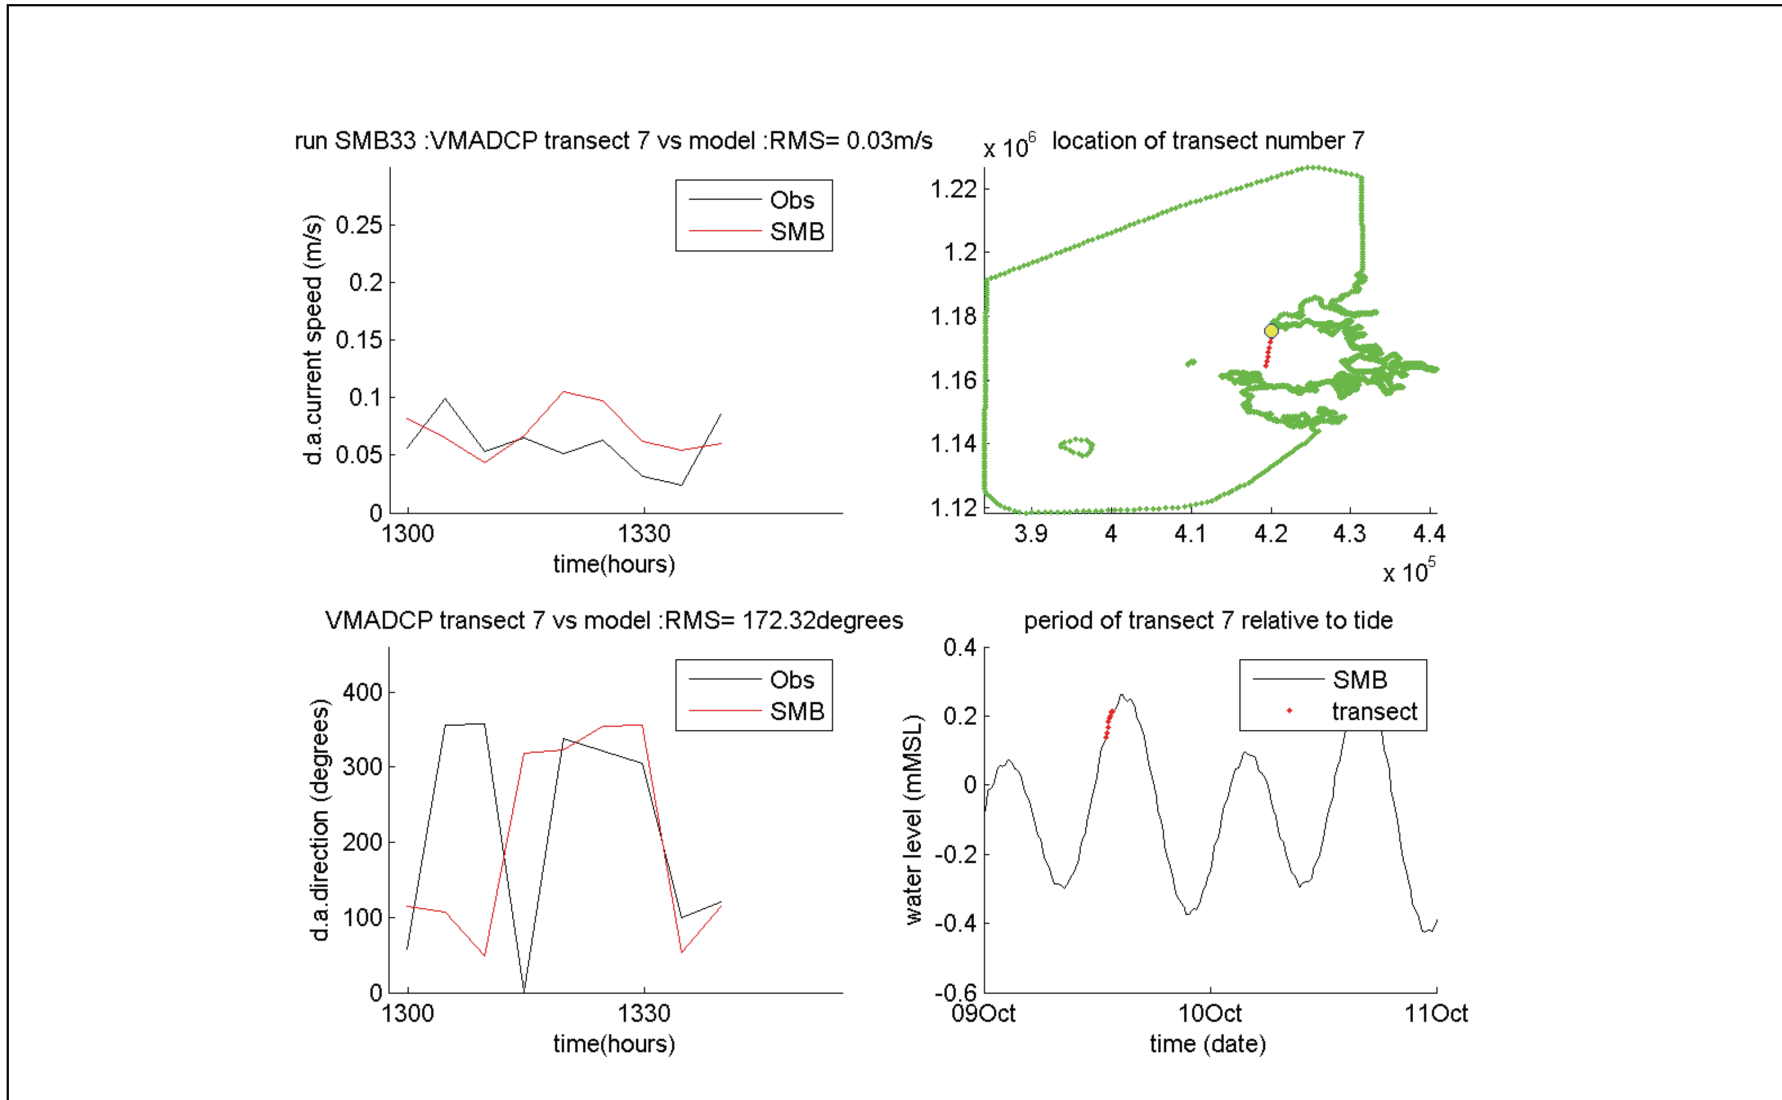 run SMB33 :VMADCP transect 7 vs model :RMS= 0.03m/s
d.a.current speed (m/s)
0.25
0.2
0.15
0.1
0.05
0
1300
1330
time(hours)
Obs
SMB
x 10^6
location of transect number 7
1.22
1.2
1.18
1.16
1.14
1.12
3.9
4
4.1
4.2
4.3
4.4
x 10^5
VMADCP transect 7 vs model :RMS= 172.32degrees
d.a.direction (degrees)
400
300
200
100
0
1300
1330
time(hours)
Obs
SMB
period of transect 7 relative to tide
water level (mMSL)
0.4
0.2
0
-0.2
-0.4
-0.6
09Oct
10Oct
11Oct
time (date)
SMB
transect